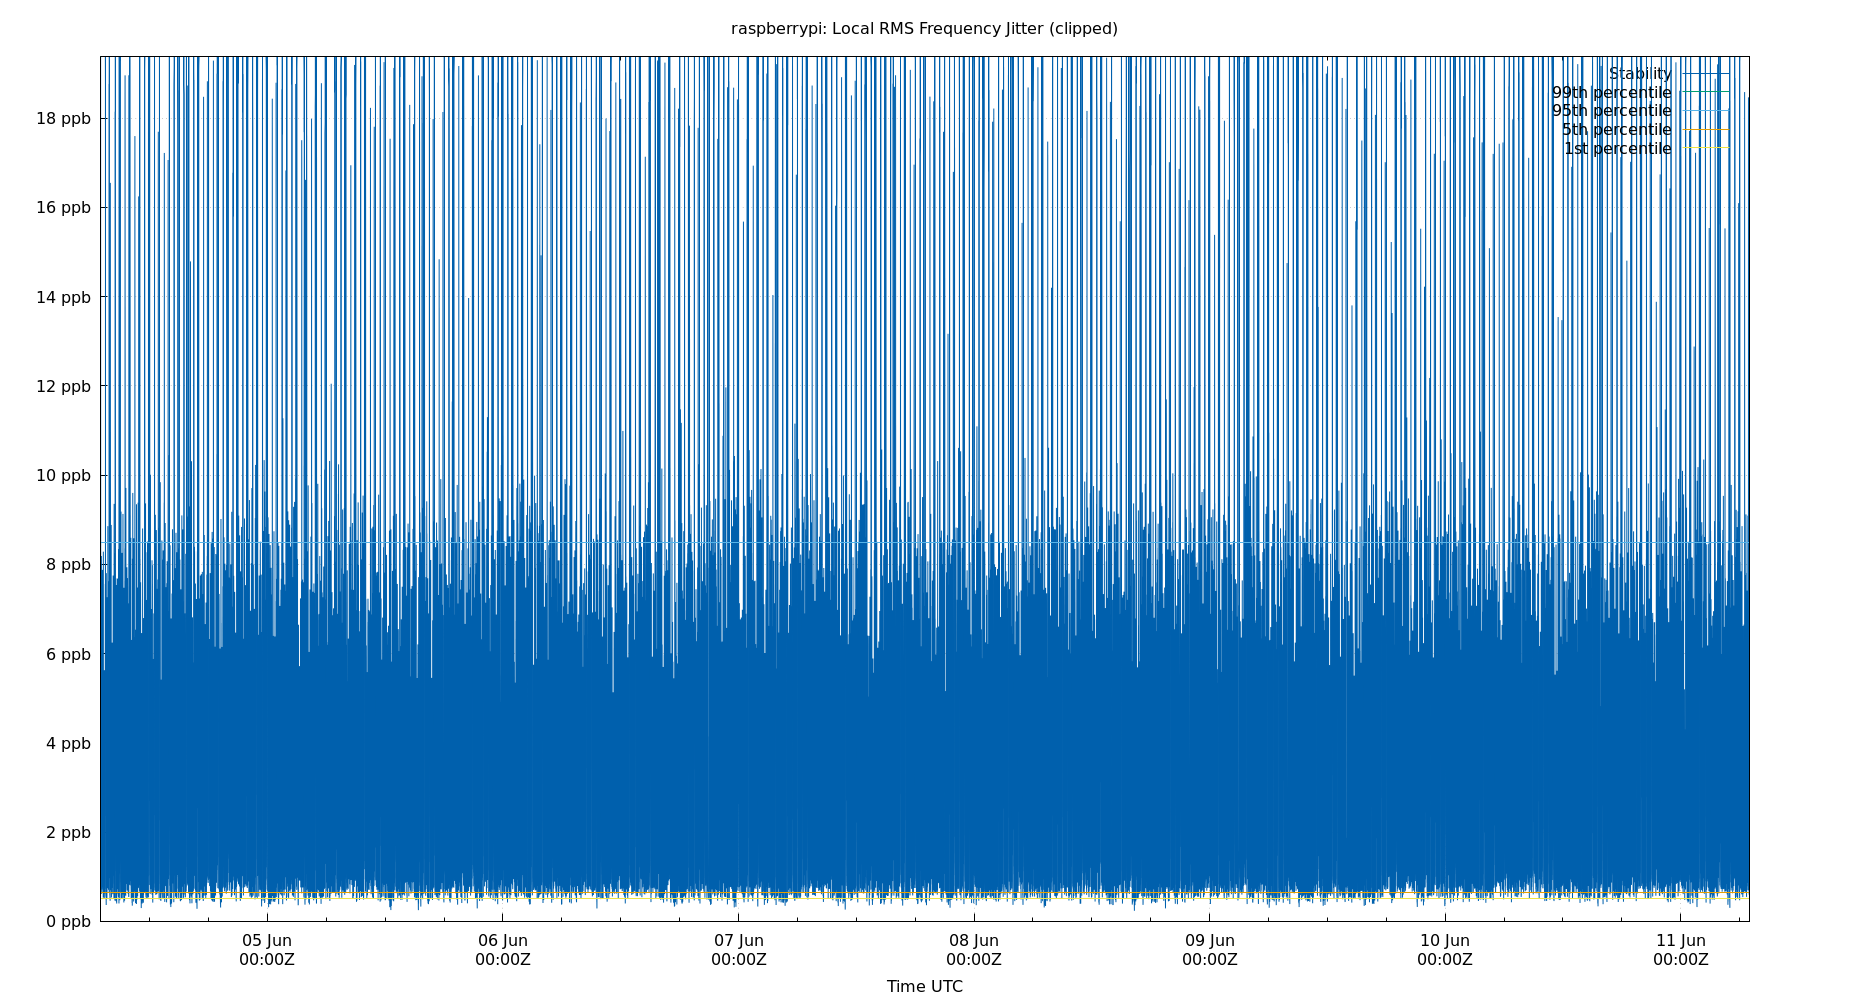 raspberrypi: Local RMS Frequency Jitter (clipped)
Stability
99th percentile
95th percentile
5th percentile
1st percentile
18 ppb
16 ppb
14 ppb
12 ppb
10 ppb
8 ppb
6 ppb
4 ppb
2 ppb
0 ppb
05 Jun 06 Jun 07 Jun 08 Jun 09 Jun 10 Jun 11 Jun
00:00Z 00:00Z 00:00Z 00:00Z 00:00Z 00:00Z 00:00Z
Time UTC